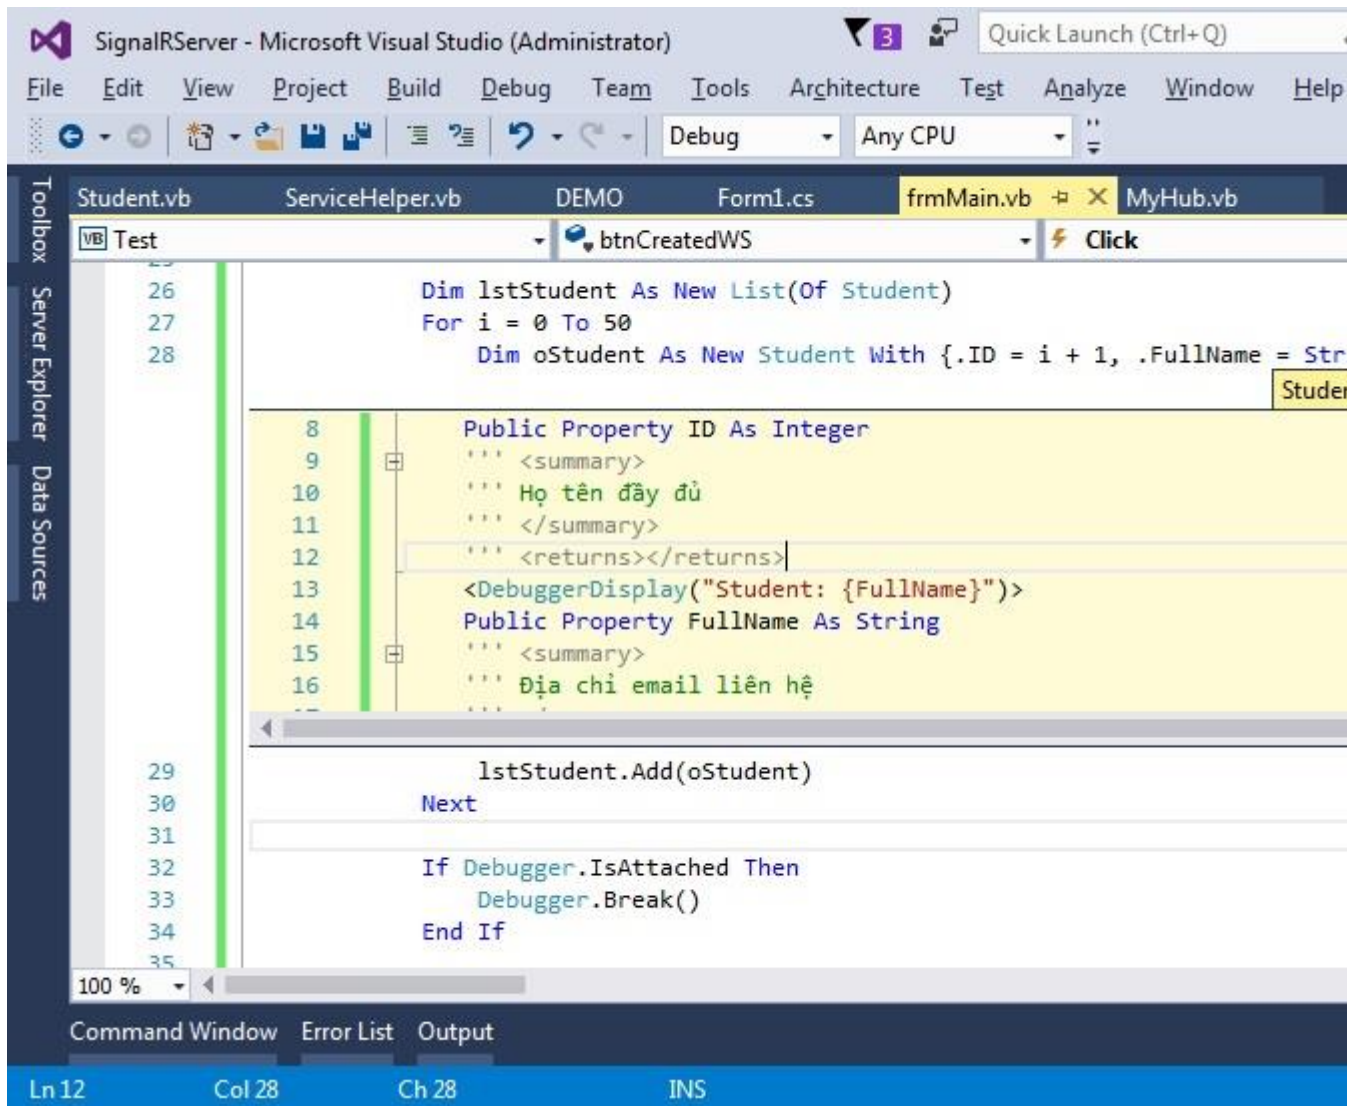 SignalRServer - Microsoft Visual Studio (Administrator) 3 Quick Launch (Ctrl+Q)
File Edit View Project Build Debug Team Tools Architecture Test Analyze Window Help
Debug Any CPU
Toolbox
Server Explorer
Data Sources
Student.vb ServiceHelper.vb DEMO Form1.cs frmMain.vb MyHub.vb
VB Test btnCreatedWS Click
26 Dim lstStudent As New List(Of Student)
27 For i = 0 To 50
28 Dim oStudent As New Student With {.ID = i + 1, .FullName = Str
Studen
8 Public Property ID As Integer
9 ''' <summary>
10 ''' Họ tên đầy đủ
11 ''' </summary>
12 ''' <returns></returns>
13 <DebuggerDisplay("Student: {FullName}")>
14 Public Property FullName As String
15 ''' <summary>
16 ''' Địa chỉ email liên hệ
29 lstStudent.Add(oStudent)
30 Next
31
32 If Debugger.IsAttached Then
33 Debugger.Break()
34 End If
35
100 %
Command Window Error List Output
Ln 12 Col 28 Ch 28 INS